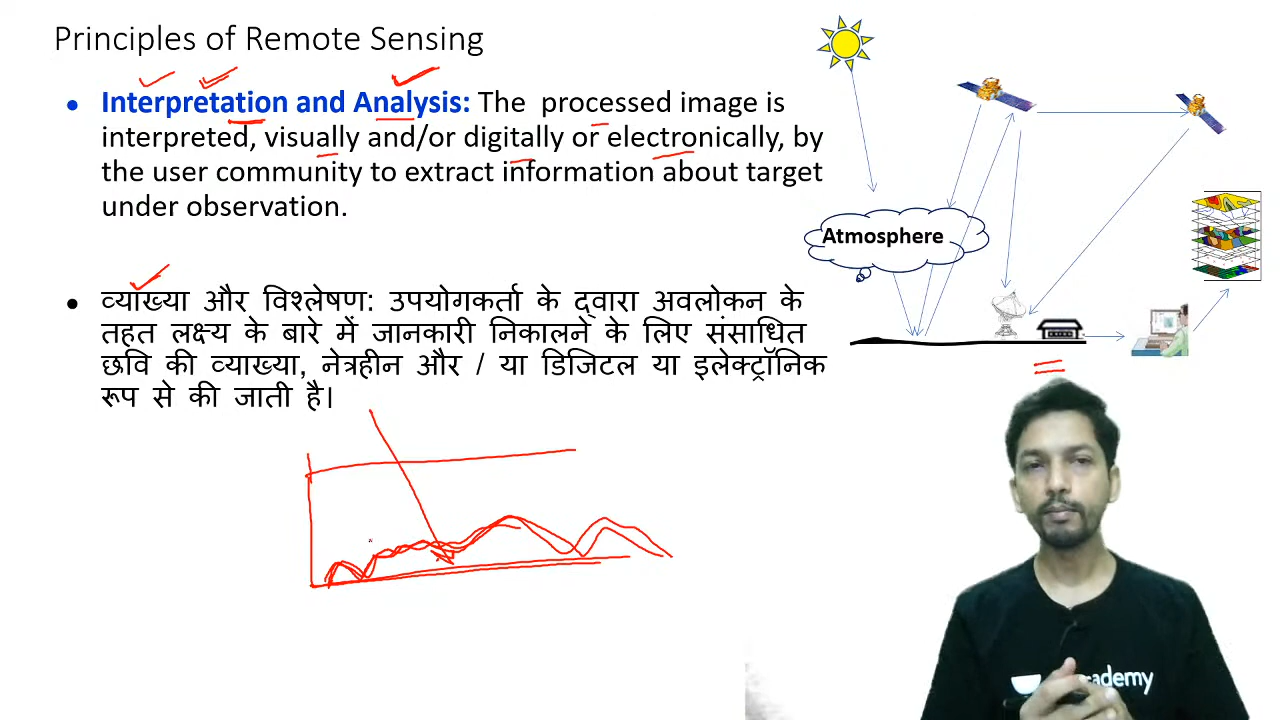 Principles of Remote Sensing
• Interpretation and Analysis: The processed image is
interpreted, visually and/or digitally or electronically, by
the user community to extract information about target
under observation.
• व्याख्या और विश्लेषण: उपयोगकर्ता के द्वारा अवलोकन के
तहत लक्ष्य के बारे में जानकारी निकालने के लिए संसाधित
छवि की व्याख्या, नेत्रहीन और / या डिजिटल या इलेक्ट्रॉनिक
रूप से की जाती है।
Atmosphere